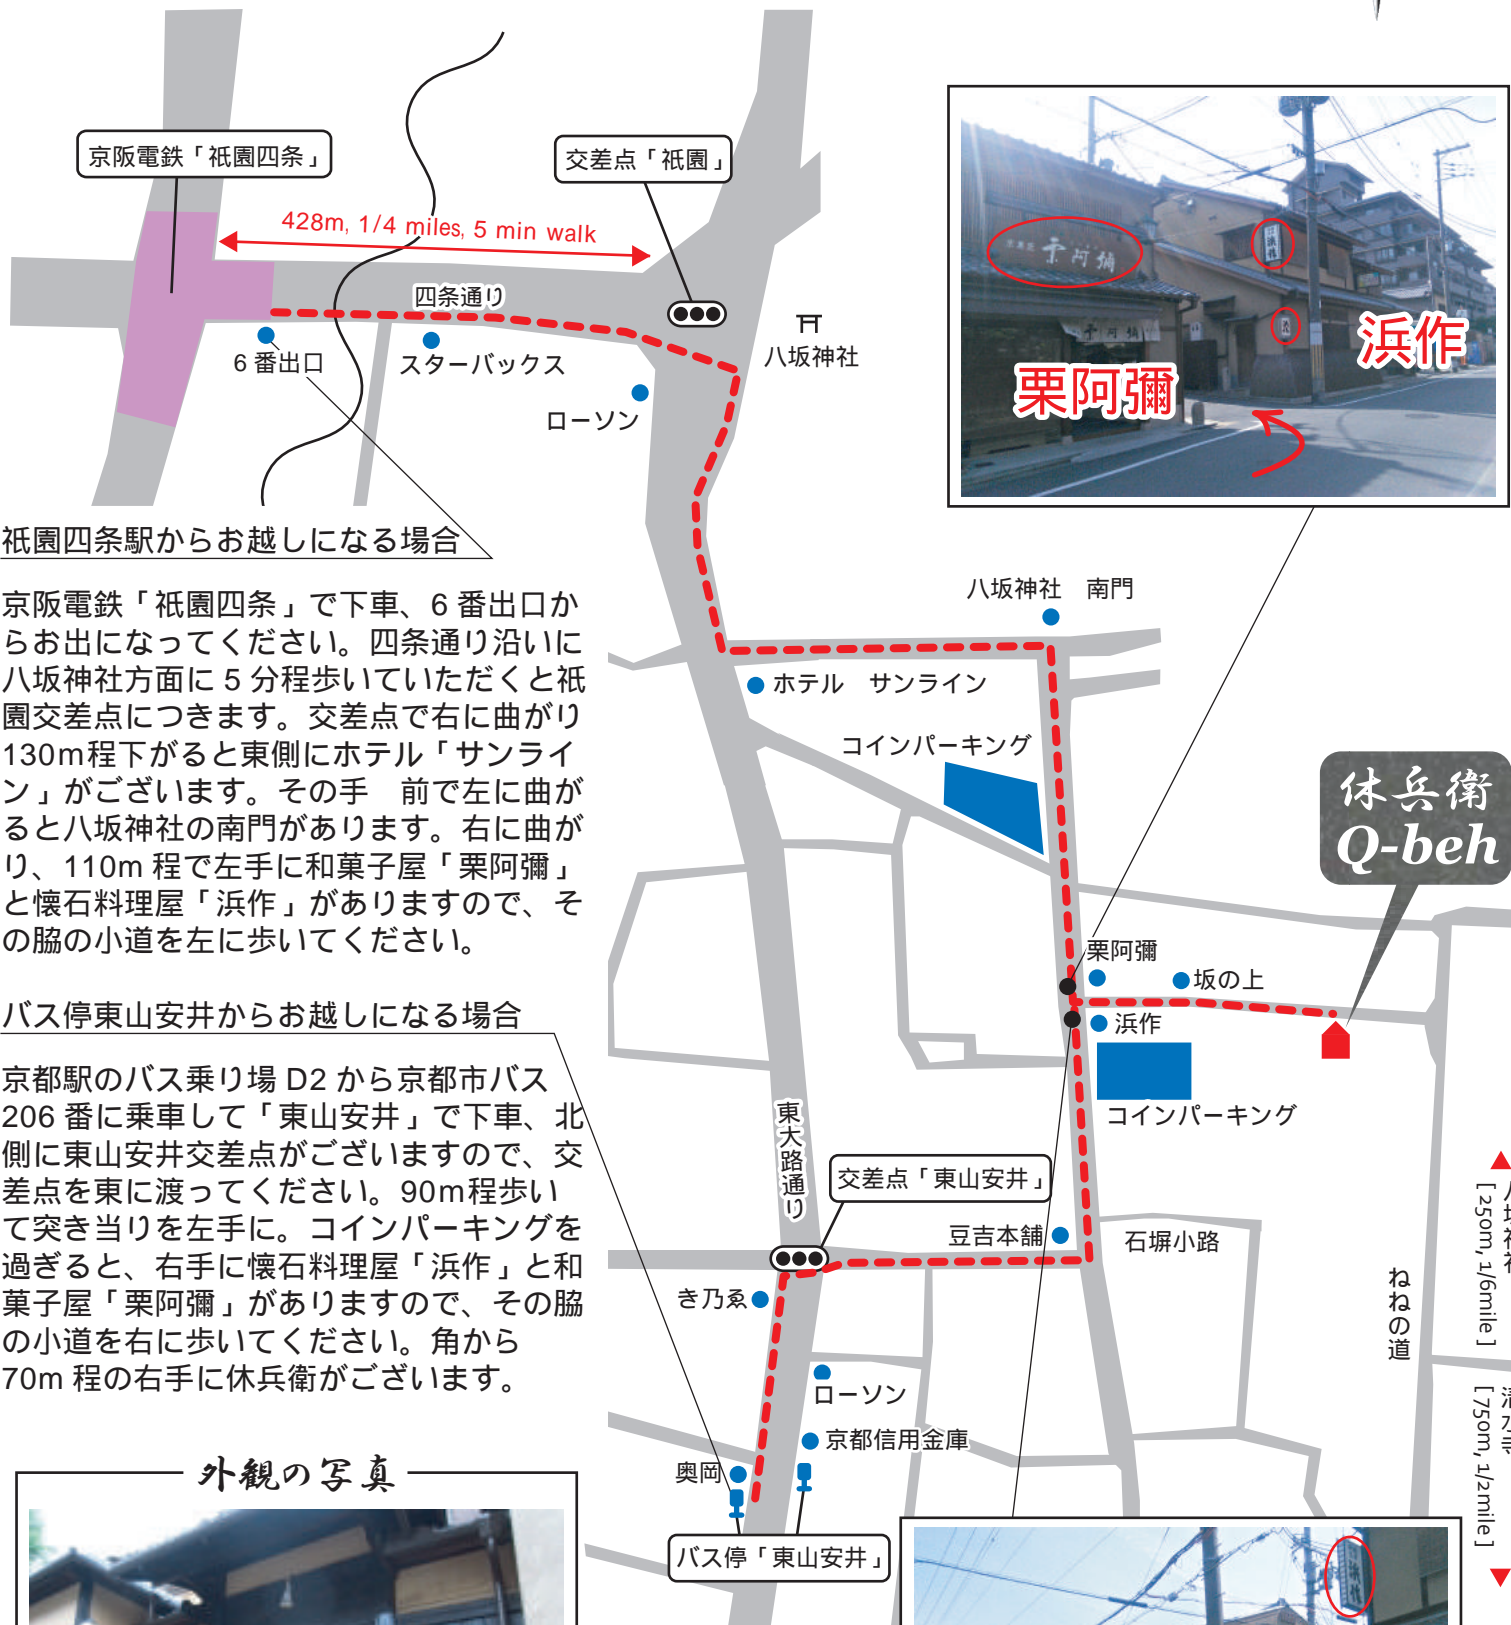 京阪電鉄「祇園四条」
交差点「祇園」
428m, 1/4 miles, 5 min walk
四条通り
6 番出口
スターバックス
ローソン
八坂神社
栗阿彌
浜作
祇園四条駅からお越しになる場合
京阪電鉄「祇園四条」で下車、6 番出口か
らお出になってください。四条通り沿いに
八坂神社方面に 5 分程歩いていただくと祇
園交差点につきます。交差点で右に曲がり
130m程下がると東側にホテル「サンライ
ン」がございます。その手　前で左に曲が
ると八坂神社の南門があります。右に曲が
り、110m 程で左手に和菓子屋「栗阿彌」
と懐石料理屋「浜作」がありますので、そ
の脇の小道を左に歩いてください。
バス停東山安井からお越しになる場合
京都駅のバス乗り場 D2 から京都市バス
206 番に乗車して「東山安井」で下車、北
側に東山安井交差点がございますので、交
差点を東に渡ってください。90m程歩い
て突き当りを左手に。コインパーキングを
過ぎると、右手に懐石料理屋「浜作」と和
菓子屋「栗阿彌」がありますので、その脇
の小道を右に歩いてください。角から
70m 程の右手に休兵衛がございます。
外観の写真
八坂神社　南門
ホテル　サンライン
コインパーキング
休兵衛
Q-beh
栗阿彌
坂の上
浜作
コインパーキング
東大路通り
交差点「東山安井」
豆吉本舗
石塀小路
き乃ゑ
ねねの道
ローソン
京都信用金庫
奥岡
バス停「東山安井」
八坂神社
[ 250m, 1/6mile ]
清水寺
[ 750m, 1/2mile ]
浜作